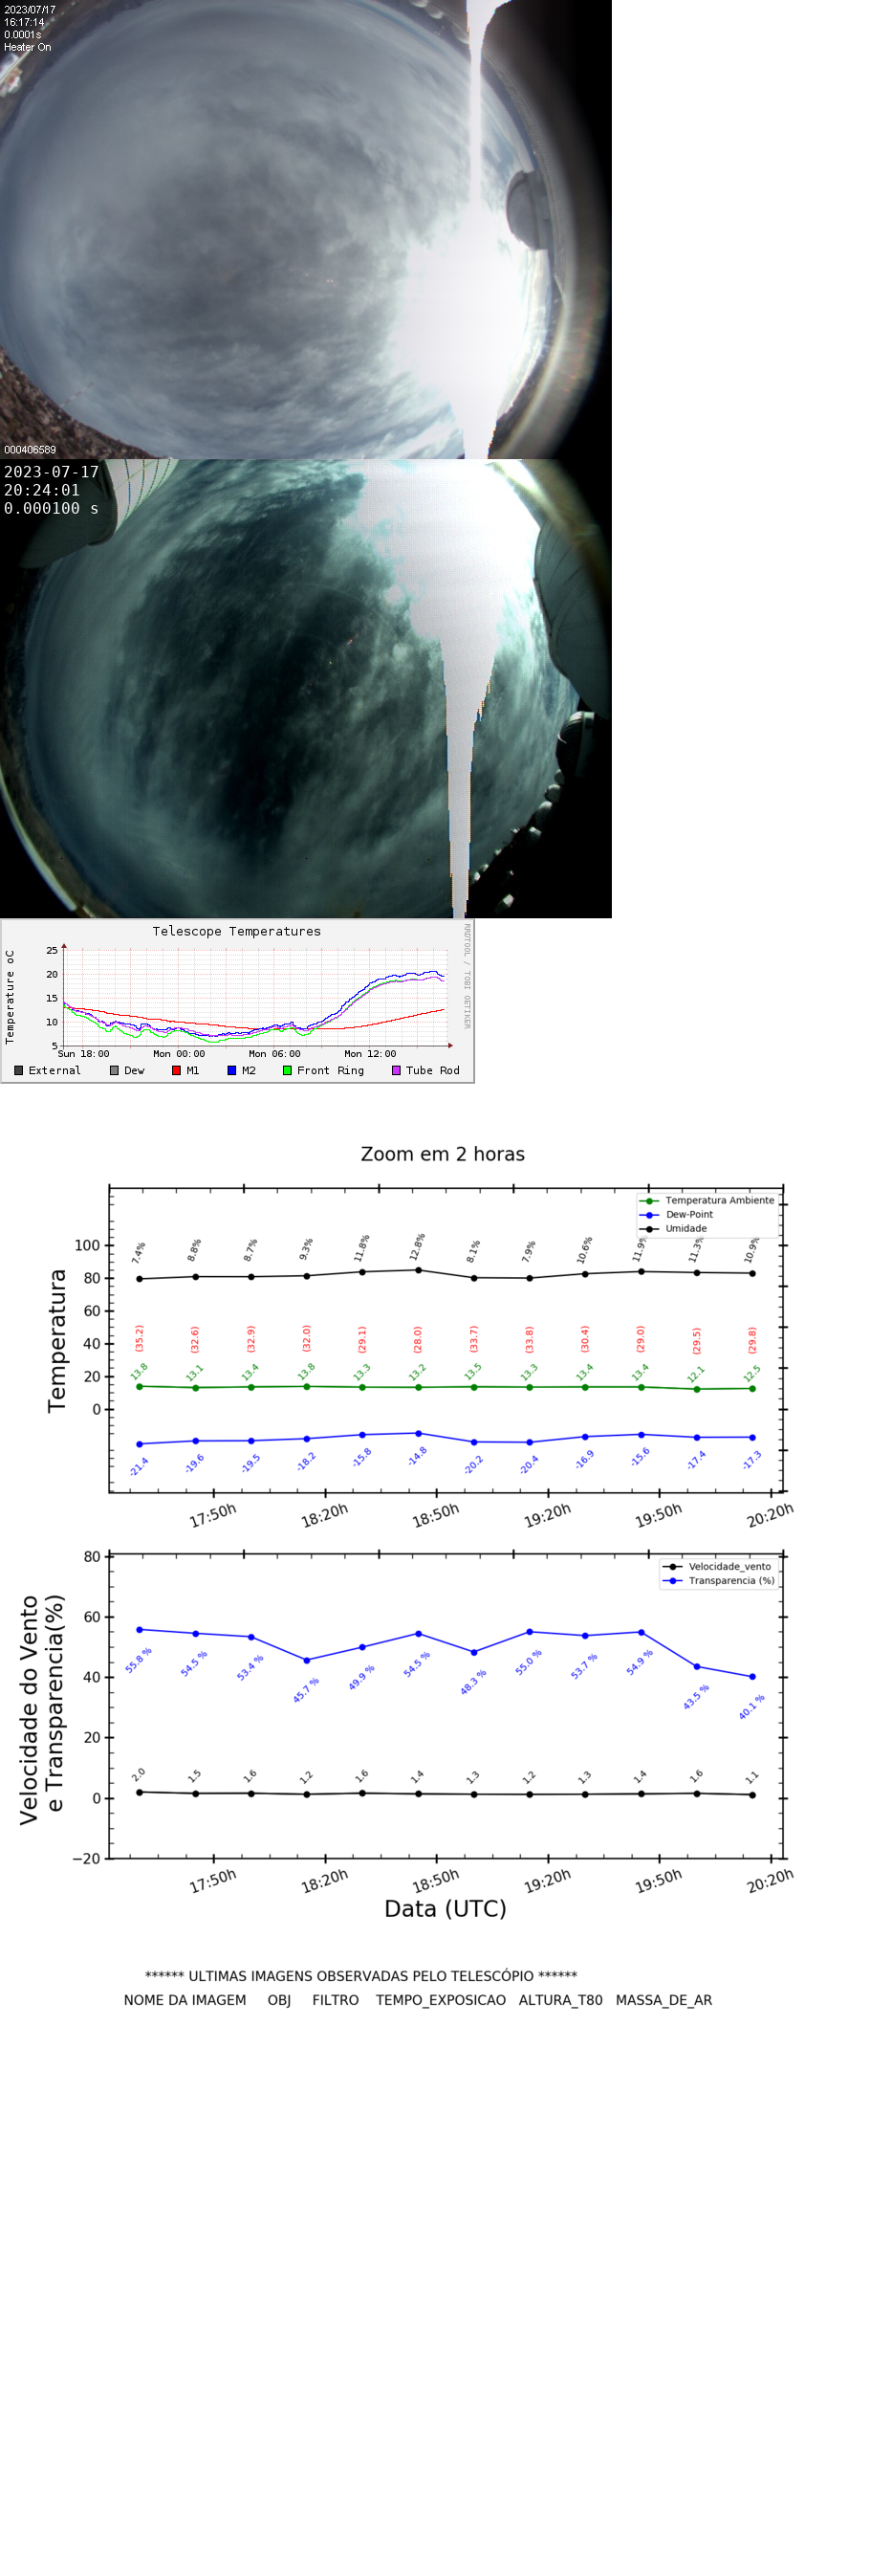 2023/07/17
16:17:14
0.0001s
Heater On
000406589
2023-07-17
20:24:01
0.000100 s
Telescope Temperatures
RRDTOOL / TOBI OETIKER
Temperature oC
25
20
15
10
5
Sun 18:00 Mon 00:00 Mon 06:00 Mon 12:00
External Dew M1 M2 Front Ring Tube Rod
Zoom em 2 horas
Temperatura Ambiente
Dew-Point
Umidade
Temperatura
100
80
60
40
20
0
7.4% 8.8% 8.7% 9.3% 11.8% 12.8% 8.1% 7.9% 10.6% 11.9% 11.3% 10.9%
(35.2) (32.6) (32.9) (32.0) (29.1) (28.0) (33.7) (33.8) (30.4) (29.0) (29.5) (29.8)
13.8 13.1 13.4 13.8 13.3 13.2 13.5 13.3 13.4 13.4 12.1 12.5
-21.4 -19.6 -19.5 -18.2 -15.8 -14.8 -20.2 -20.4 -16.9 -15.6 -17.4 -17.3
17:50h 18:20h 18:50h 19:20h 19:50h 20:20h
Velocidade_vento
Transparencia (%)
Velocidade do Vento
e Transparencia(%)
80
60
40
20
0
−20
55.8 % 54.5 % 53.4 % 45.7 % 49.9 % 54.5 % 48.3 % 55.0 % 53.7 % 54.9 % 43.5 % 40.1 %
2.0 1.5 1.6 1.2 1.6 1.4 1.3 1.2 1.3 1.4 1.6 1.1
17:50h 18:20h 18:50h 19:20h 19:50h 20:20h
Data (UTC)
****** ULTIMAS IMAGENS OBSERVADAS PELO TELESCÓPIO ******
NOME DA IMAGEM OBJ FILTRO TEMPO_EXPOSICAO ALTURA_T80 MASSA_DE_AR